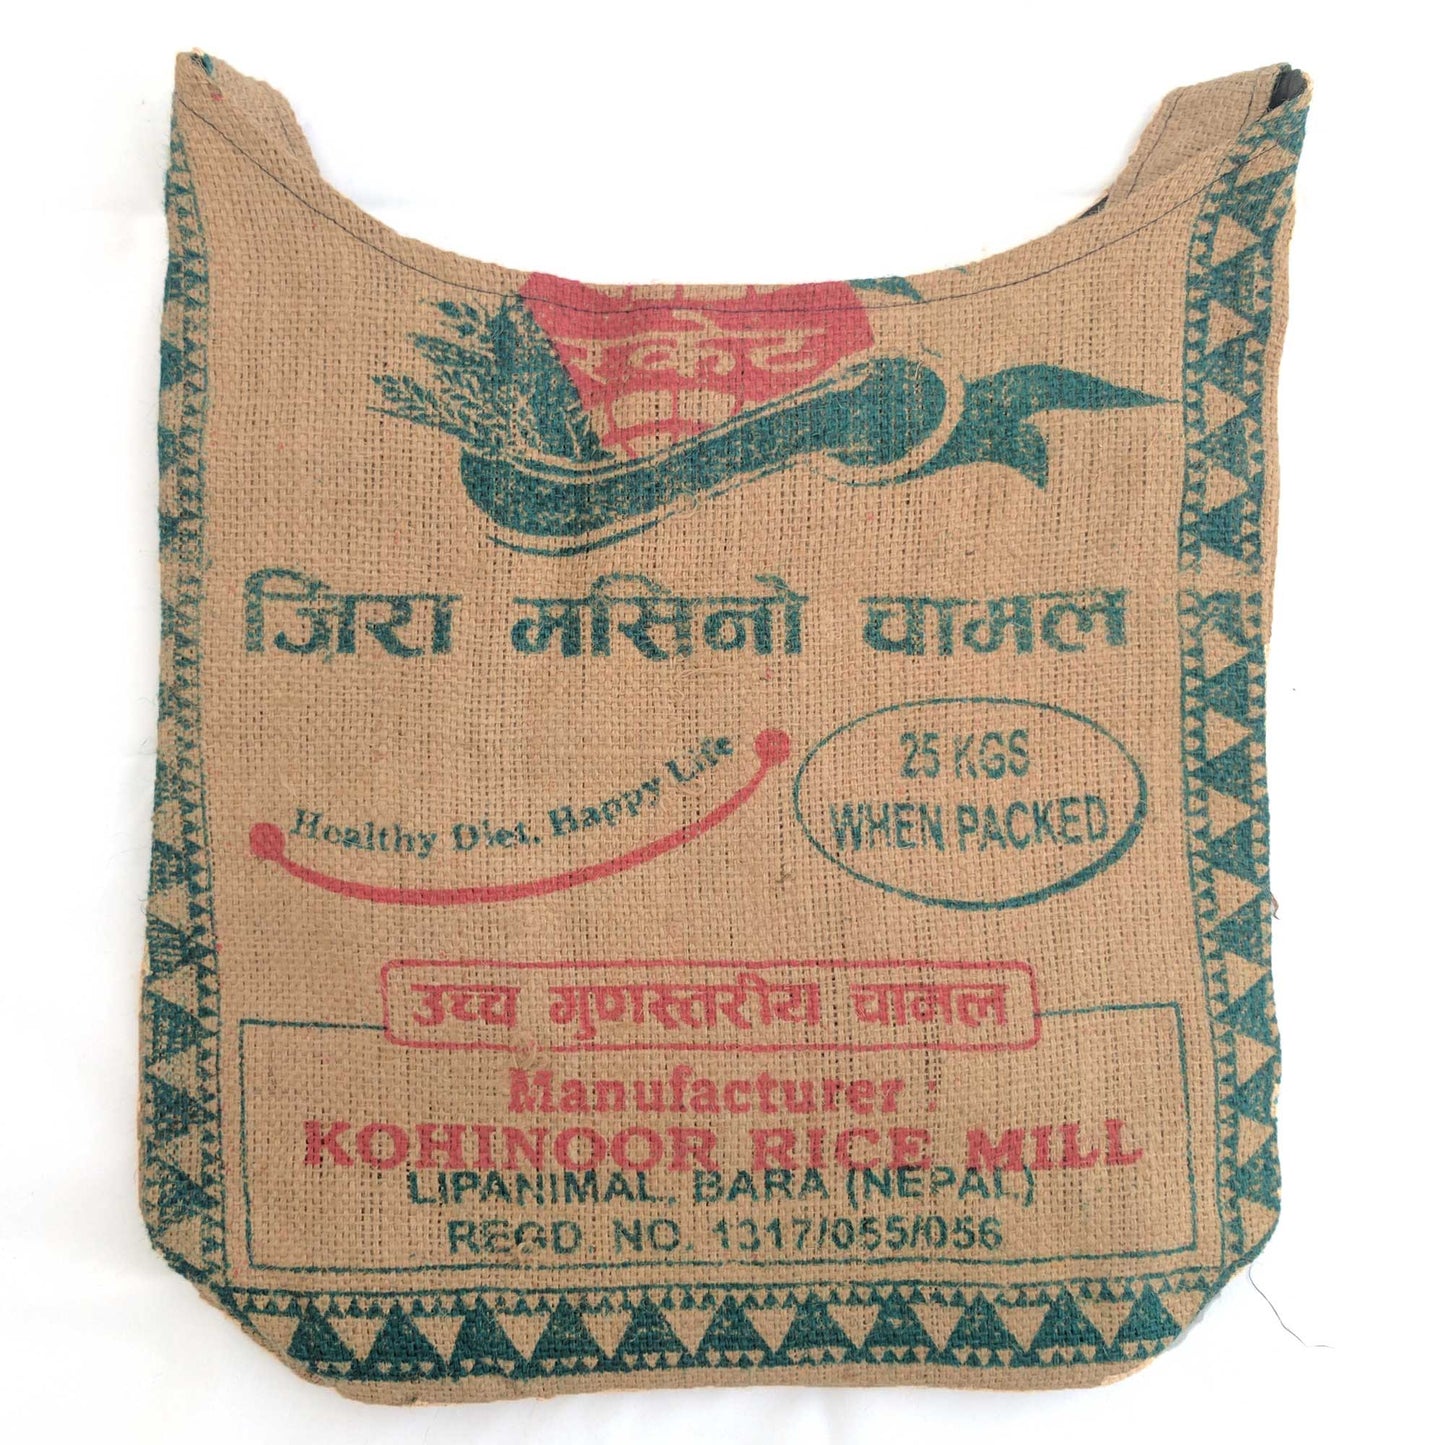 जिरा मसिनो चामल
Healthy Diet, Happy Life
25 KGS
WHEN PACKED
उच्च गुणस्तरीय चामल
Manufacturer :
KOHINOOR RICE MILL
LIPANIMAL, BARA (NEPAL)
REGD NO. 1317/055/056